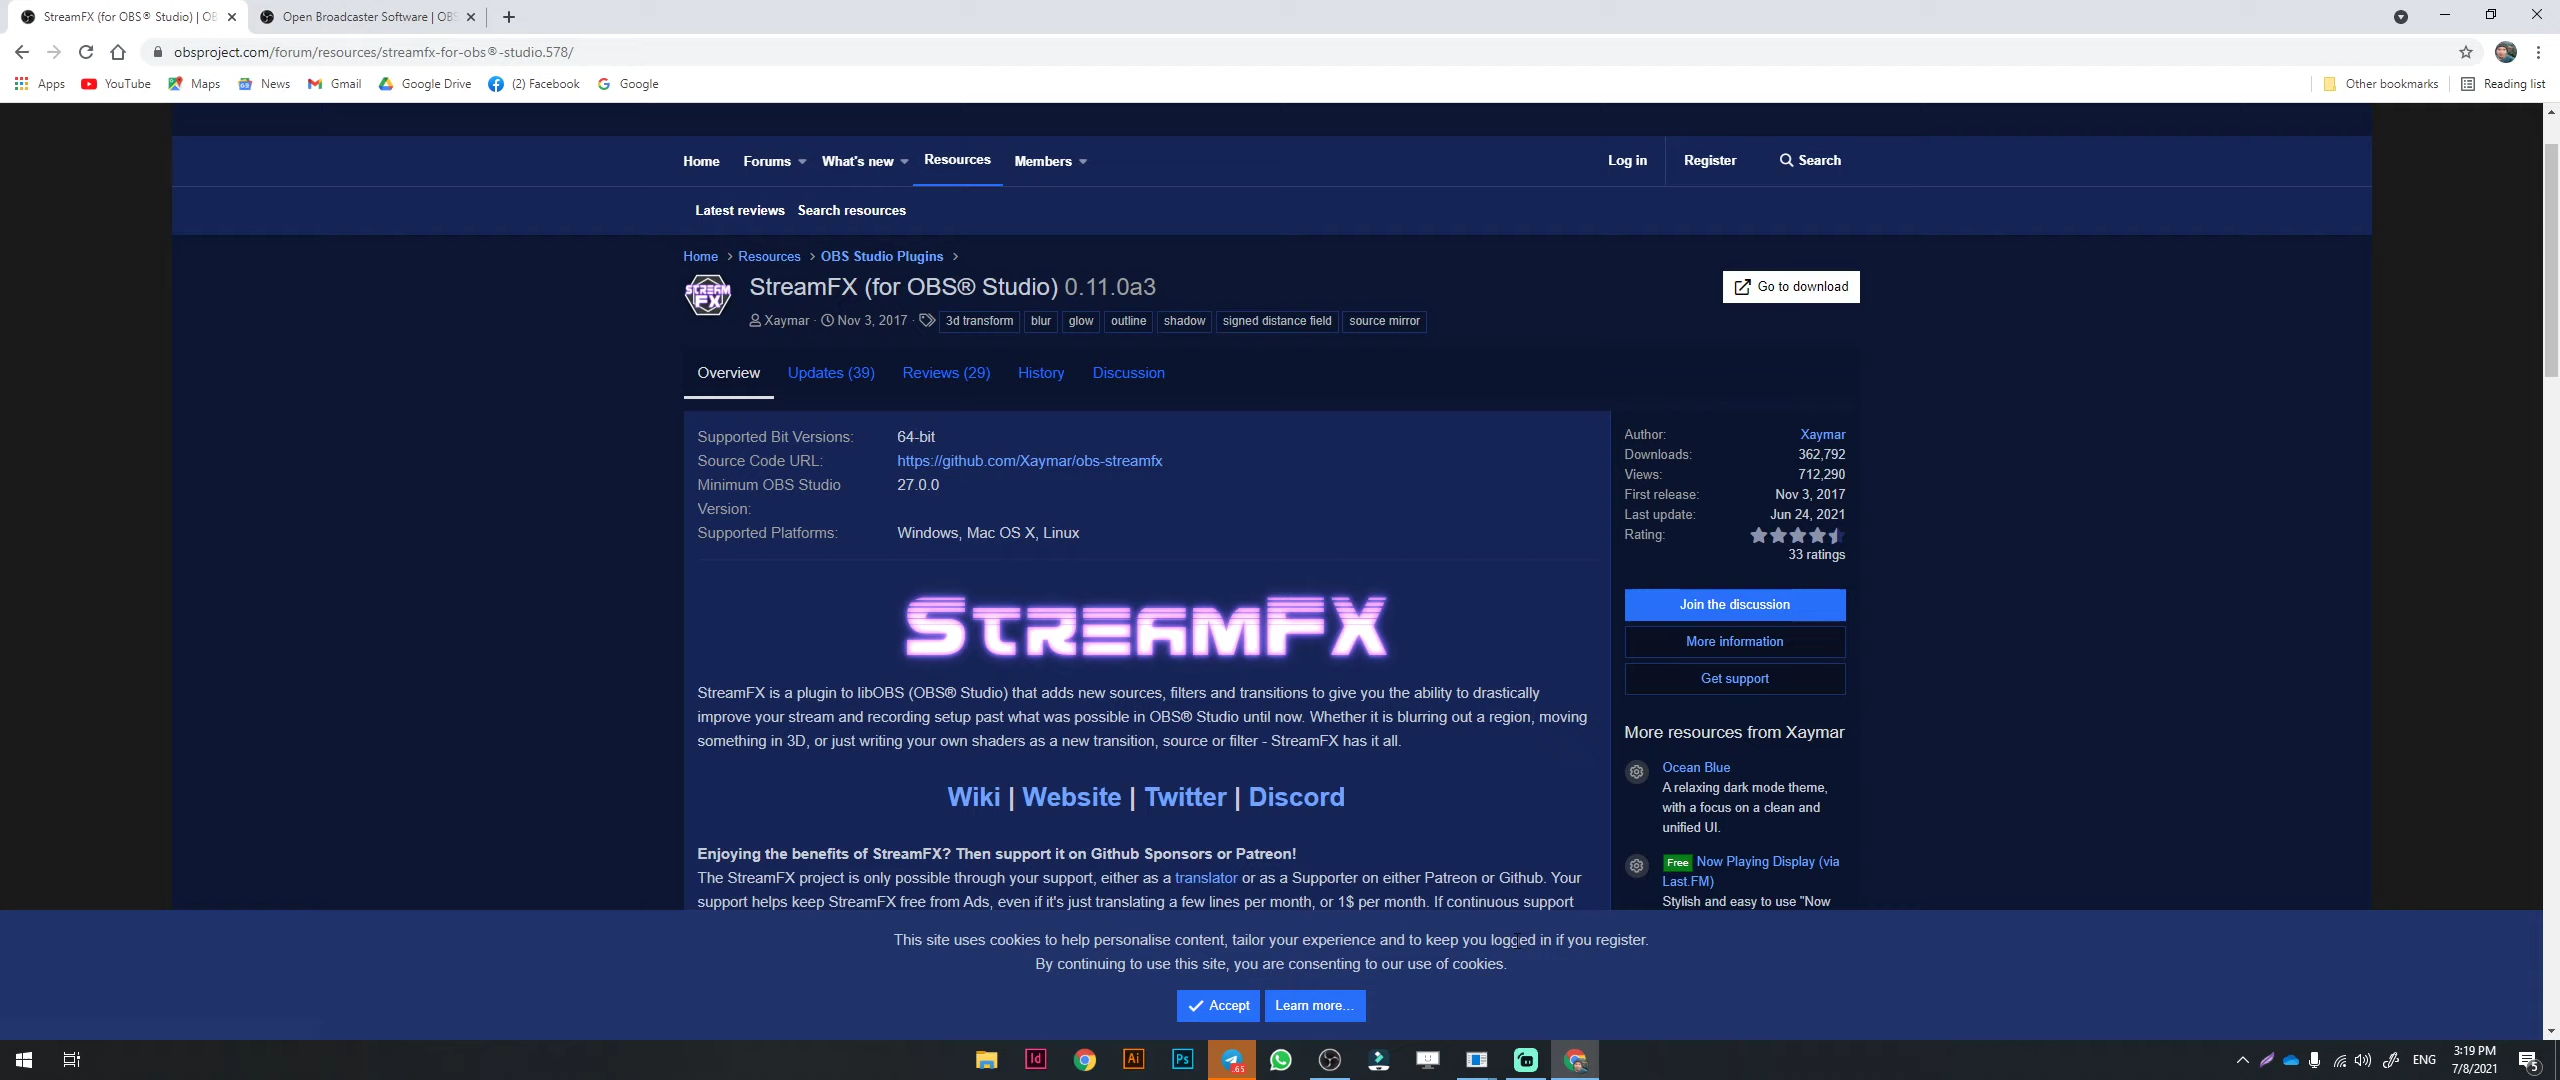 StreamFX (for OBS® Studio) | OB
Open Broadcaster Software | OBS
obsproject.com/forum/resources/streamfx-for-obs®-studio.578/
Apps YouTube Maps News Gmail Google Drive (2) Facebook Google Other bookmarks Reading list
Home Forums What's new Resources Members Log in Register Search
Latest reviews Search resources
Home > Resources > OBS Studio Plugins >
STREAM FX
StreamFX (for OBS® Studio) 0.11.0a3
Go to download
Xaymar · Nov 3, 2017 · 3d transform blur glow outline shadow signed distance field source mirror
Overview Updates (39) Reviews (29) History Discussion
Supported Bit Versions: 64-bit
Source Code URL: https://github.com/Xaymar/obs-streamfx
Minimum OBS Studio Version: 27.0.0
Supported Platforms: Windows, Mac OS X, Linux
STREAMFX
StreamFX is a plugin to libOBS (OBS® Studio) that adds new sources, filters and transitions to give you the ability to drastically
improve your stream and recording setup past what was possible in OBS® Studio until now. Whether it is blurring out a region, moving
something in 3D, or just writing your own shaders as a new transition, source or filter - StreamFX has it all.
Wiki | Website | Twitter | Discord
Enjoying the benefits of StreamFX? Then support it on Github Sponsors or Patreon!
The StreamFX project is only possible through your support, either as a translator or as a Supporter on either Patreon or Github. Your
support helps keep StreamFX free from Ads, even if it's just translating a few lines per month, or 1$ per month. If continuous support
Author: Xaymar
Downloads: 362,792
Views: 712,290
First release: Nov 3, 2017
Last update: Jun 24, 2021
Rating:
33 ratings
Join the discussion
More information
Get support
More resources from Xaymar
Ocean Blue
A relaxing dark mode theme,
with a focus on a clean and
unified UI.
Free Now Playing Display (via
Last.FM)
Stylish and easy to use "Now
This site uses cookies to help personalise content, tailor your experience and to keep you logged in if you register.
By continuing to use this site, you are consenting to our use of cookies.
Accept Learn more…
Id Ai Ps .65
ENG
3:19 PM
7/8/2021
5